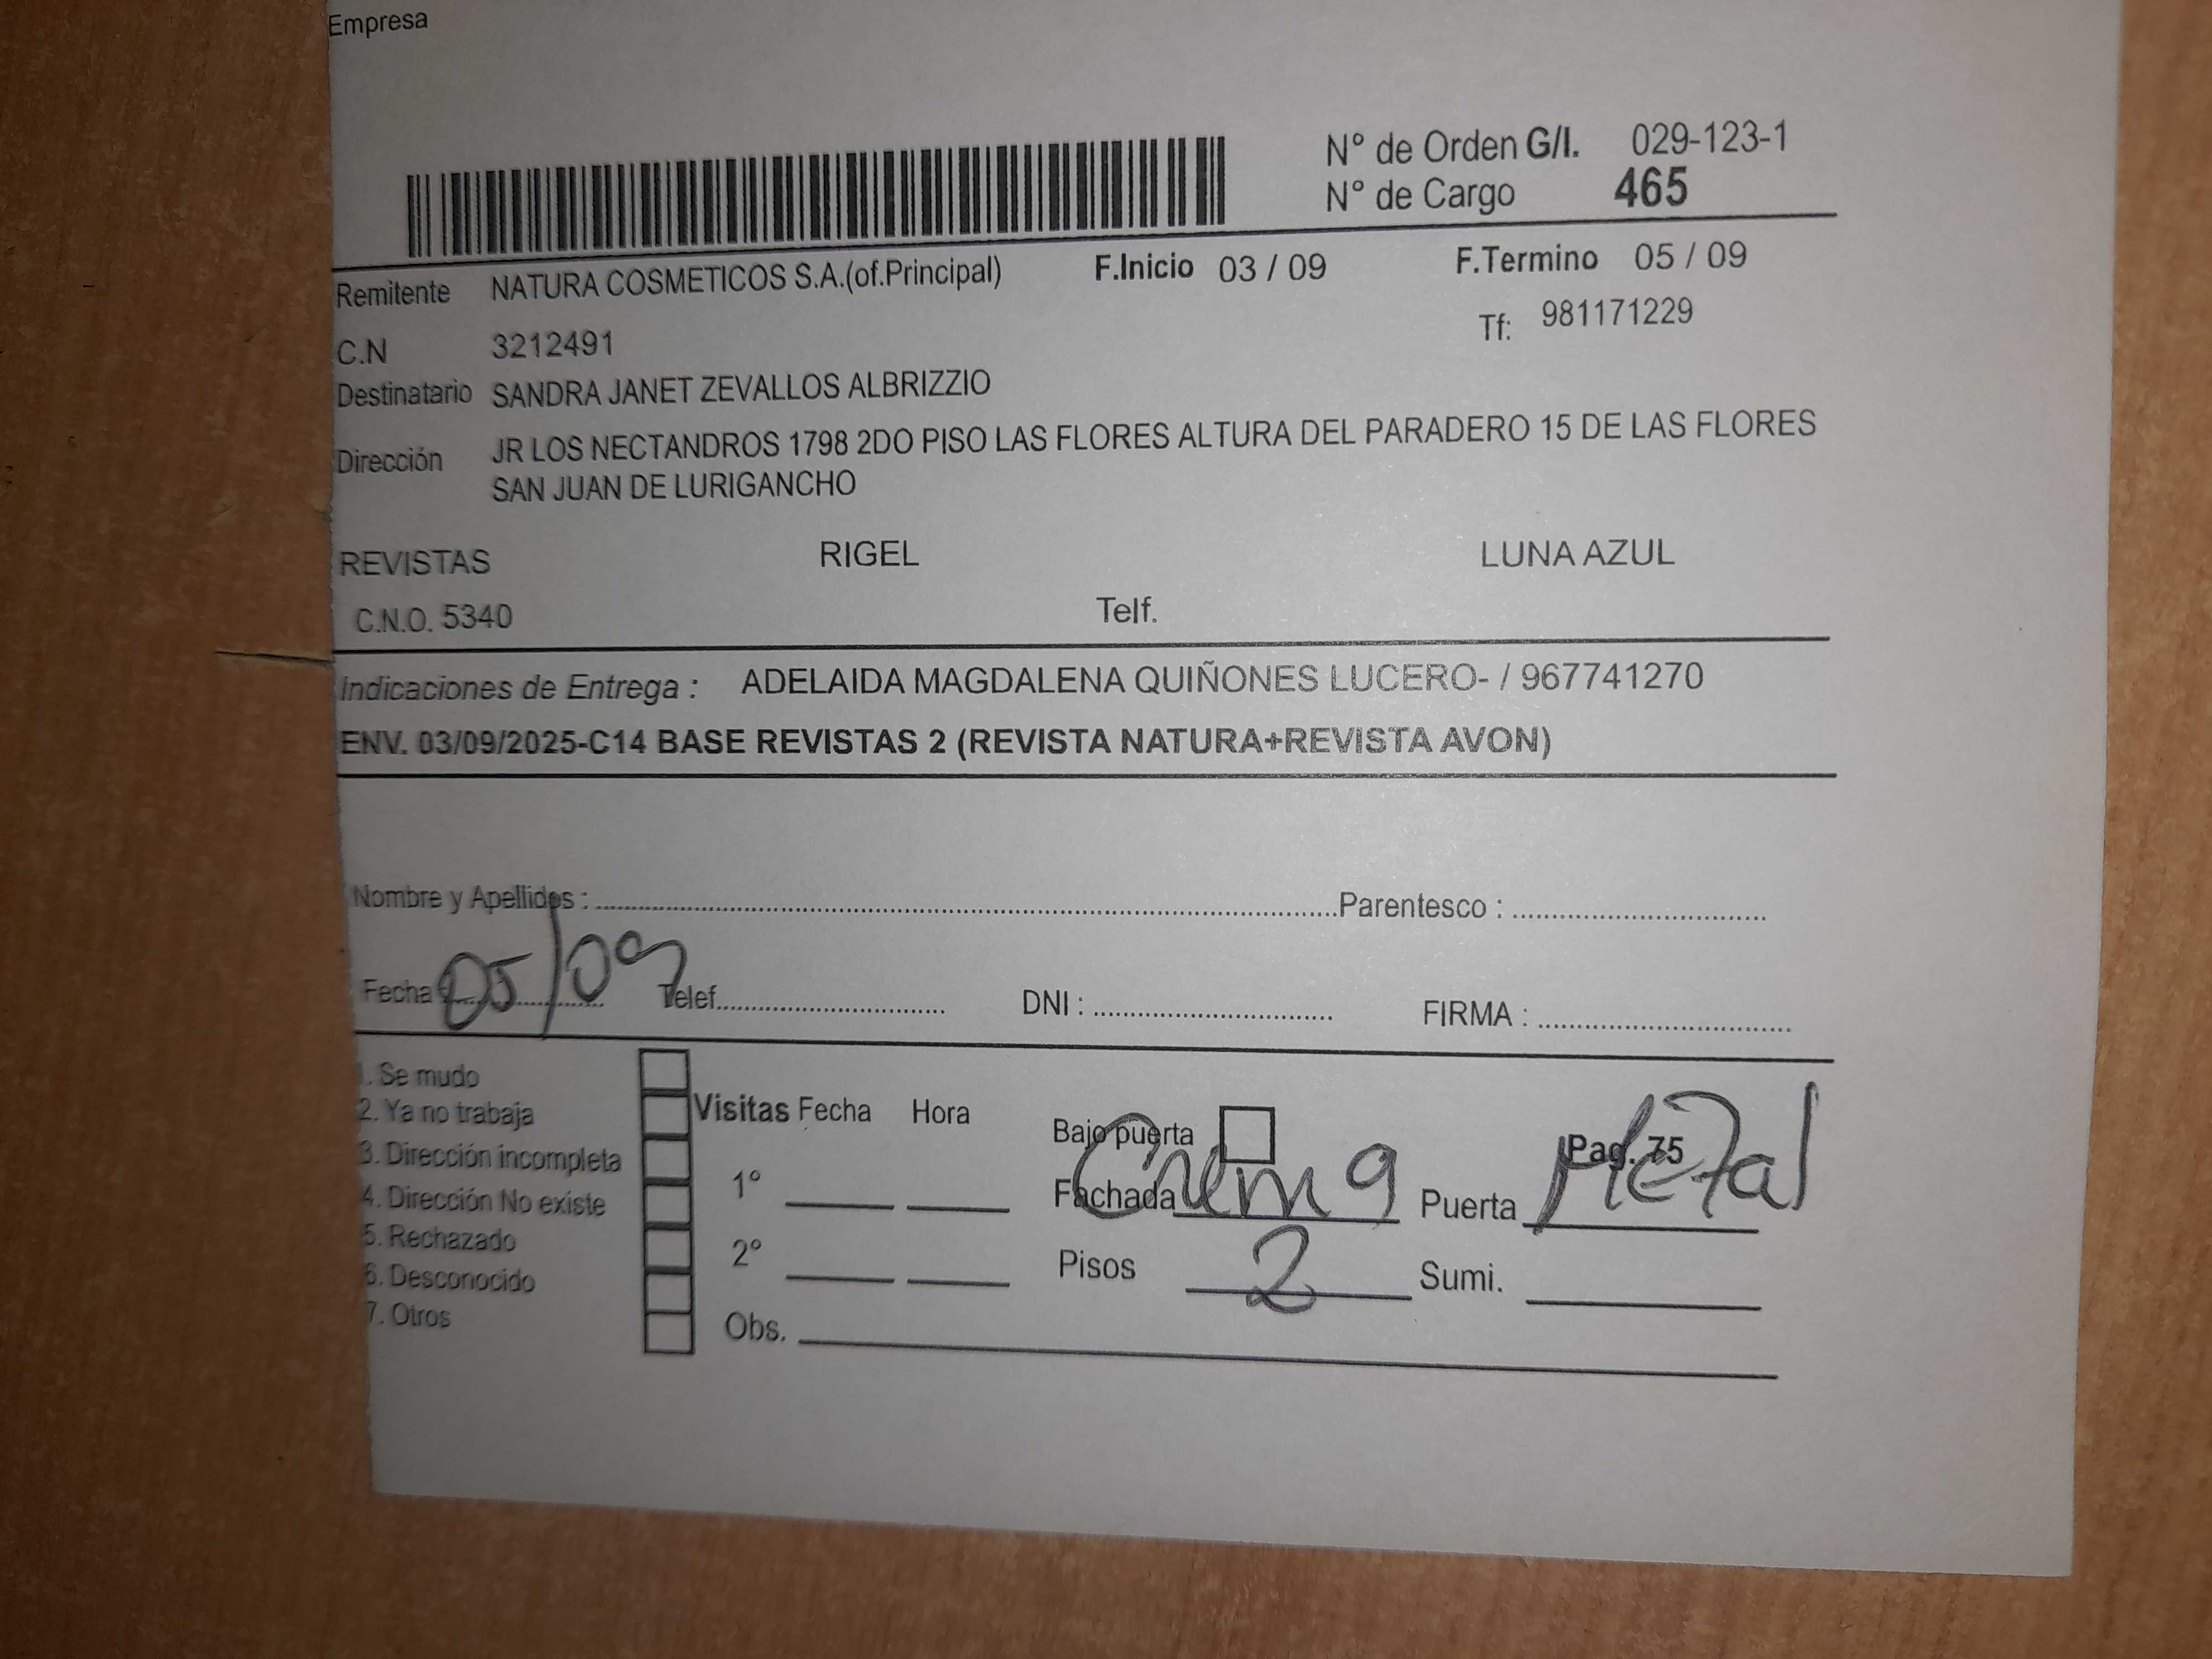 Empresa
Nº de Orden G/I. 029-123-1
Nº de Cargo 465
Remitente NATURA COSMETICOS S.A.(of.Principal) F.Inicio 03 / 09 F.Termino 05 / 09
C.N 3212491 Tf: 981171229
Destinatario SANDRA JANET ZEVALLOS ALBRIZZIO
Dirección JR LOS NECTANDROS 1798 2DO PISO LAS FLORES ALTURA DEL PARADERO 15 DE LAS FLORES
SAN JUAN DE LURIGANCHO
REVISTAS RIGEL LUNA AZUL
C.N.O. 5340 Telf.
Indicaciones de Entrega : ADELAIDA MAGDALENA QUIÑONES LUCERO- / 967741270
ENV. 03/09/2025-C14 BASE REVISTAS 2 (REVISTA NATURA+REVISTA AVON)
Nombre y Apellidos : Parentesco :
Fecha 05/09 Telef. DNI : FIRMA :
1. Se mudo
2. Ya no trabaja
3. Dirección incompleta
4. Dirección No existe
5. Rechazado
6. Desconocido
7. Otros
Visitas Fecha Hora
1º
2º
Obs.
Bajo puerta Pag. 75
Fachada Crema Puerta Metal
Pisos 2 Sumi.